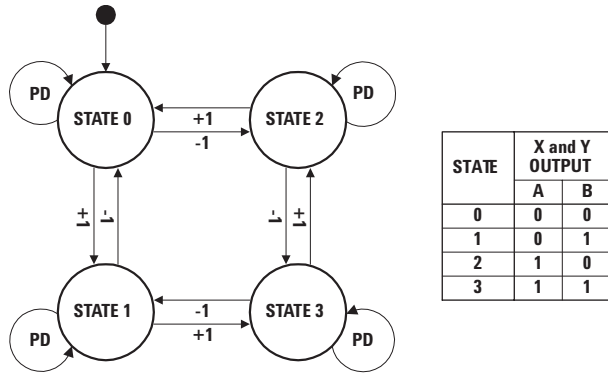 PD
STATE 0
+1
-1
STATE 2
PD
+1
-1
-1
+1
PD
STATE 1
-1
+1
STATE 3
PD
STATE X and Y OUTPUT
A B
0 0 0
1 0 1
2 1 0
3 1 1